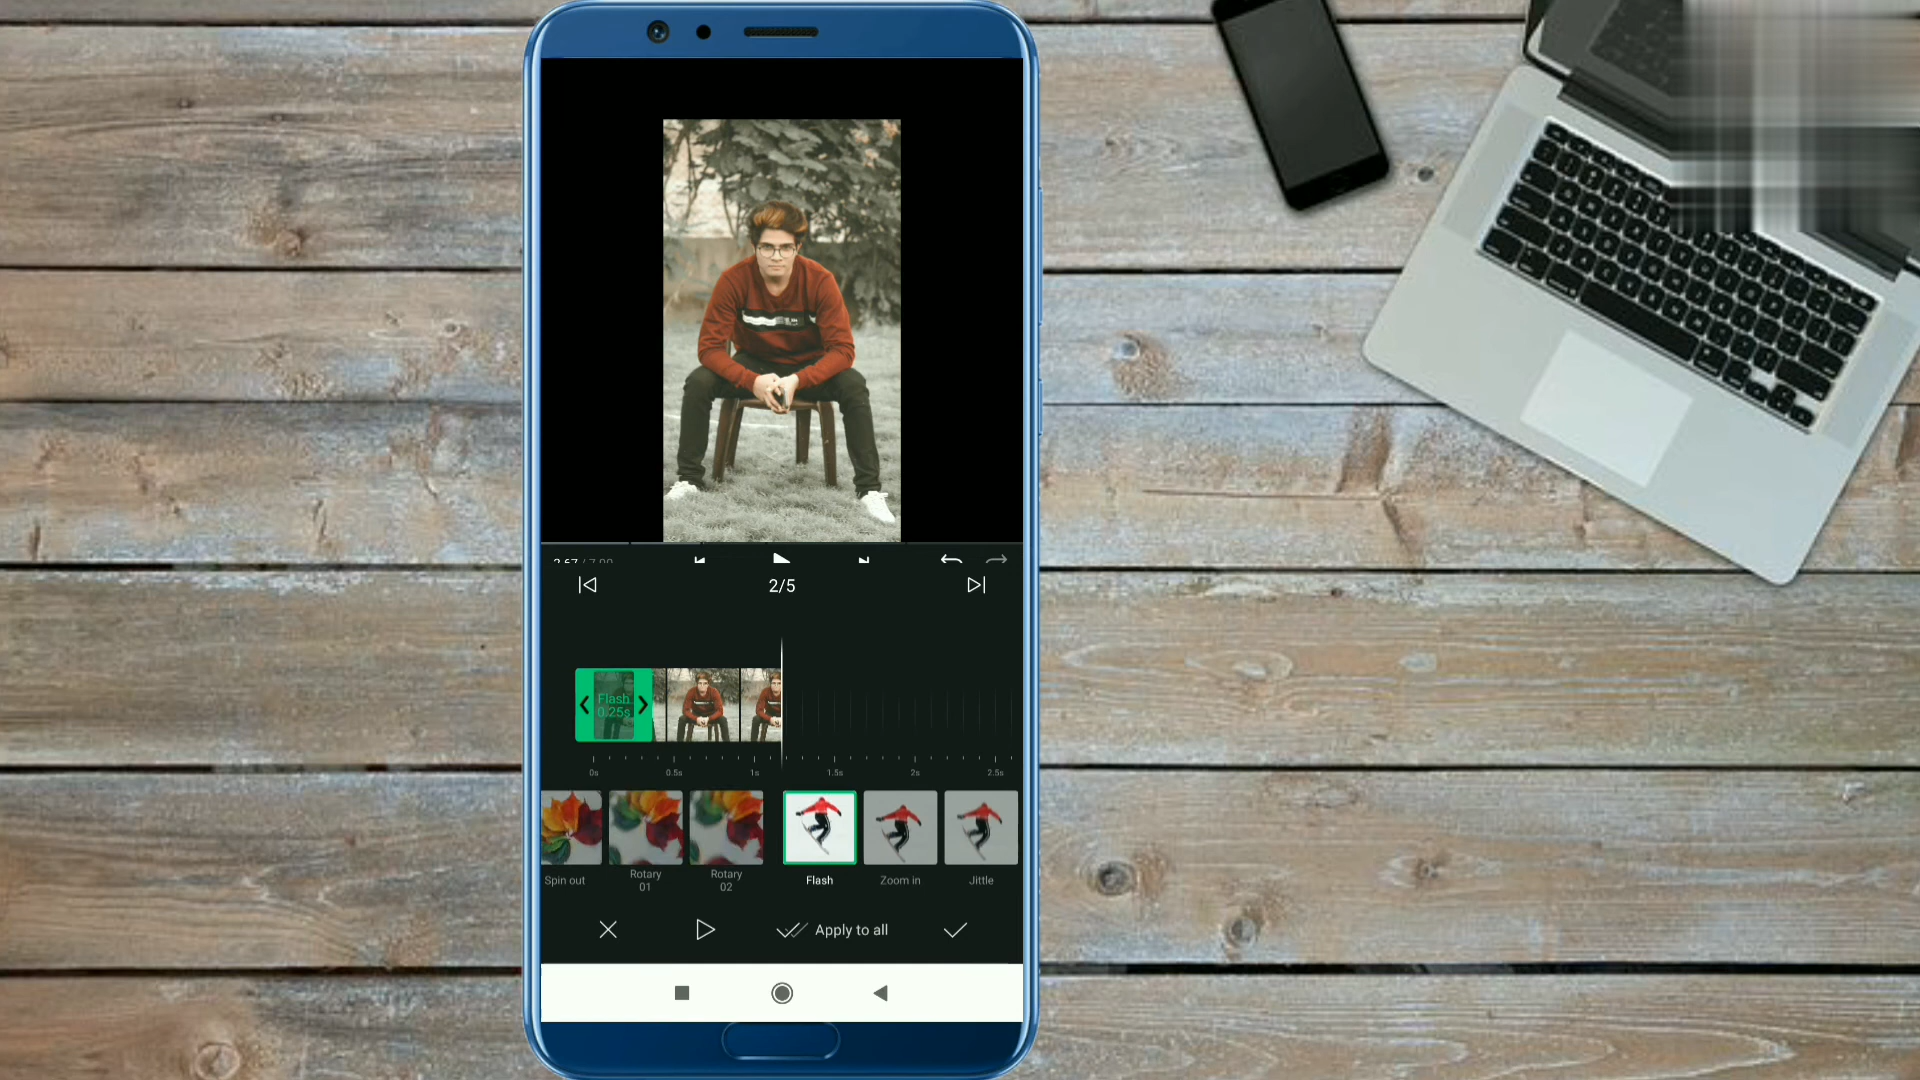 2/5
Flash
0.25s
0s 0.5s 1s 1.5s 2s 2.5s
Spin out
Rotary
01
Rotary
02
Flash
Zoom in
Jittle
Apply to all